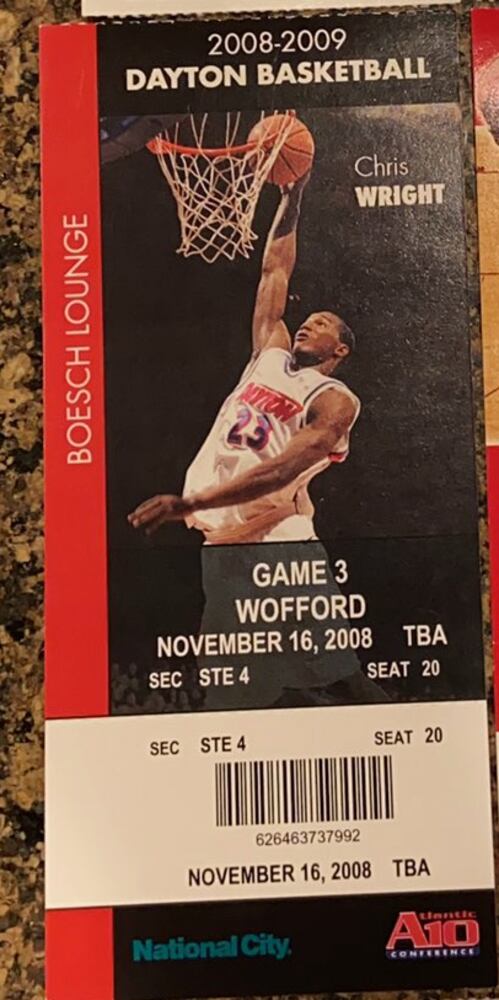 2008-2009
DAYTON BASKETBALL
Chris
WRIGHT
BOESCH LOUNGE
DAYTON
23
GAME 3
WOFFORD
NOVEMBER 16, 2008 TBA
SEC STE 4 SEAT 20
SEC STE 4 SEAT 20
626463737992
NOVEMBER 16, 2008 TBA
National City.
Atlantic
A10
CONFERENCE